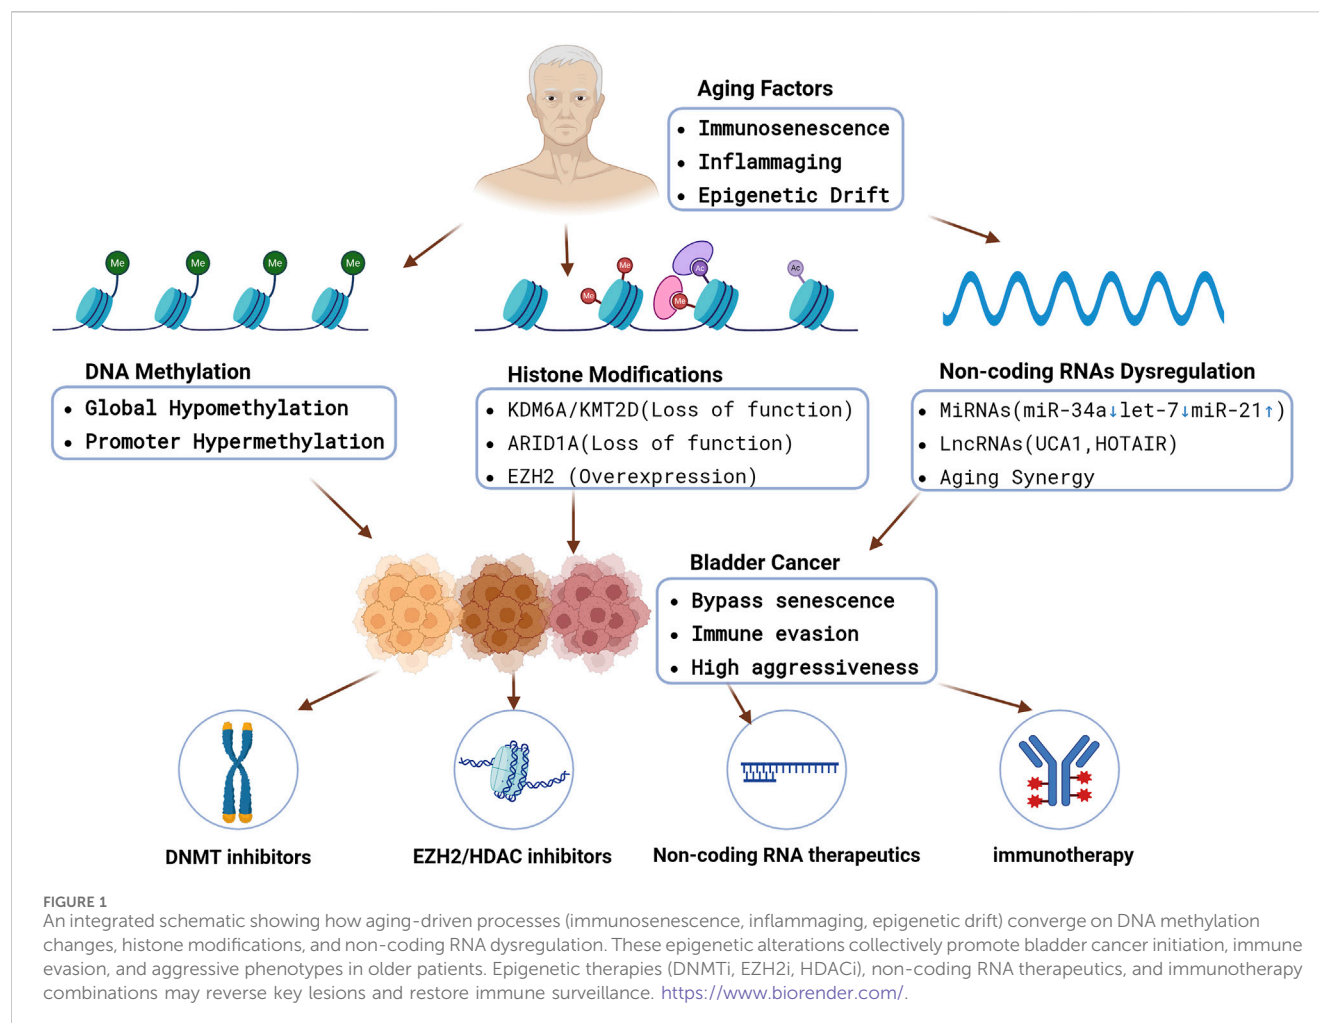 Aging Factors
• Immunosenescence
• Inflammaging
• Epigenetic Drift
Me
Me
Me
Me
Me
Me
Me
Ac
Ac
DNA Methylation
• Global Hypomethylation
• Promoter Hypermethylation
Histone Modifications
• KDM6A/KMT2D(Loss of function)
• ARID1A(Loss of function)
• EZH2 (Overexpression)
Non-coding RNAs Dysregulation
• MiRNAs(miR-34a↓let-7↓miR-21↑)
• LncRNAs(UCA1,HOTAIR)
• Aging Synergy
Bladder Cancer
• Bypass senescence
• Immune evasion
• High aggressiveness
DNMT inhibitors
EZH2/HDAC inhibitors
Non-coding RNA therapeutics
immunotherapy
FIGURE 1
An integrated schematic showing how aging-driven processes (immunosenescence, inflammaging, epigenetic drift) converge on DNA methylation
changes, histone modifications, and non-coding RNA dysregulation. These epigenetic alterations collectively promote bladder cancer initiation, immune
evasion, and aggressive phenotypes in older patients. Epigenetic therapies (DNMTi, EZH2i, HDACi), non-coding RNA therapeutics, and immunotherapy
combinations may reverse key lesions and restore immune surveillance. https://www.biorender.com/.